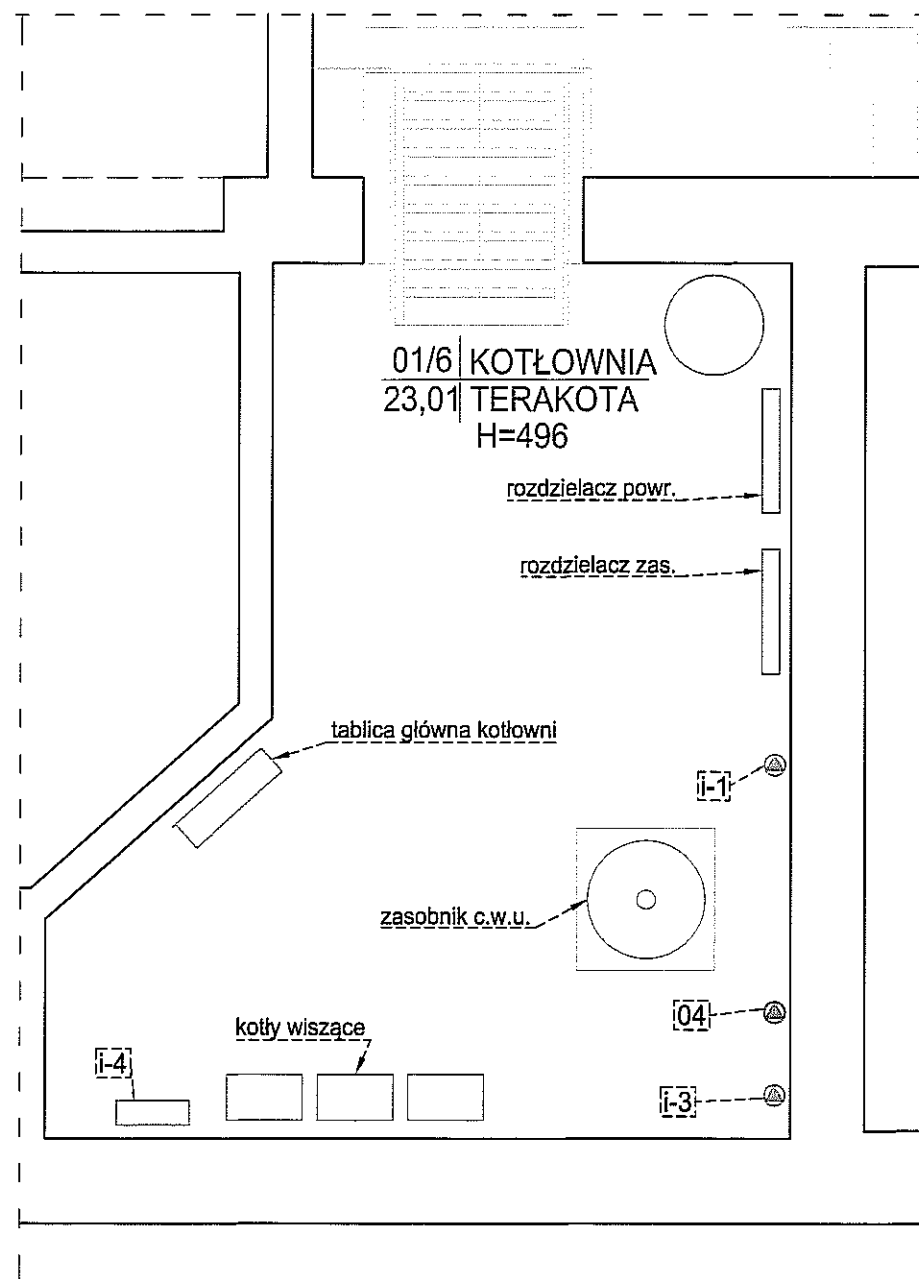 01/6 KOTŁOWNIA
23,01 TERAKOTA
H=496
rozdzielacz powr.
rozdzielacz zas.
tablica główna kotłowni
i-1
zasobnik c.w.u.
04
kotły wiszące
i-4
i-3